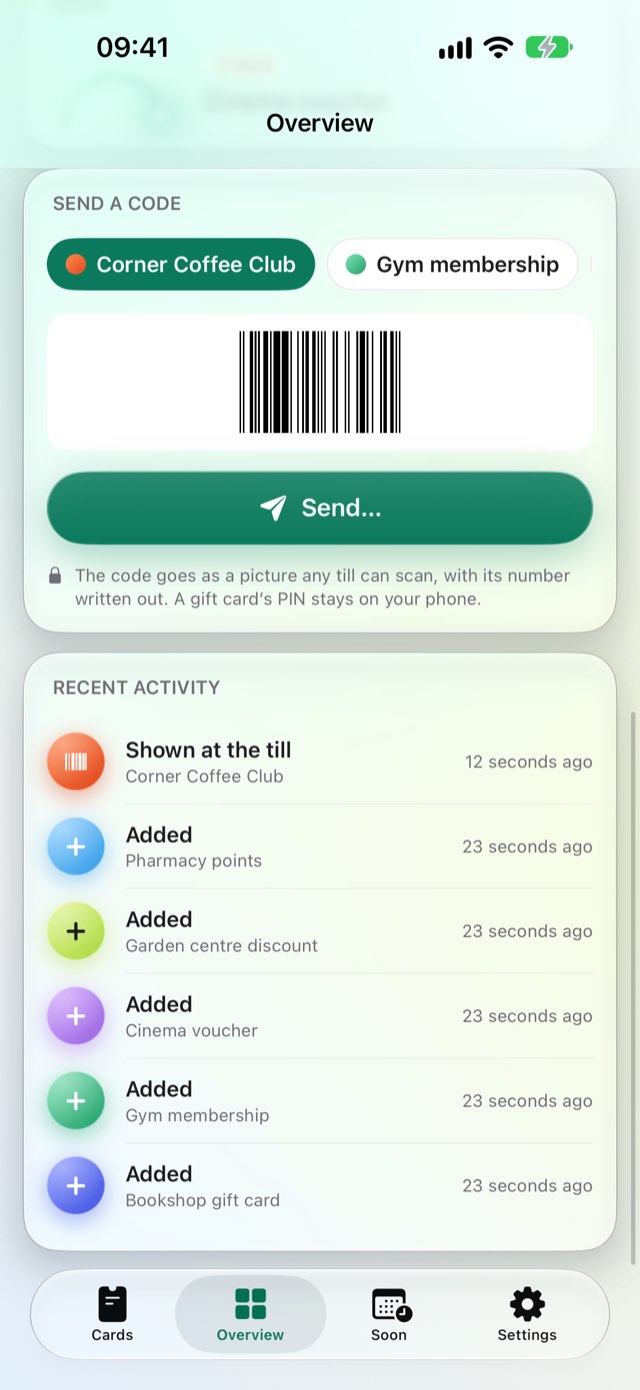 09:41
Overview
SEND A CODE
Corner Coffee Club
Gym membership
Send...
The code goes as a picture any till can scan, with its number
written out. A gift card’s PIN stays on your phone.
RECENT ACTIVITY
Shown at the till
12 seconds ago
Corner Coffee Club
Added
23 seconds ago
Pharmacy points
Added
23 seconds ago
Garden centre discount
Added
23 seconds ago
Cinema voucher
Added
23 seconds ago
Gym membership
Added
23 seconds ago
Bookshop gift card
Cards
Overview
Soon
Settings